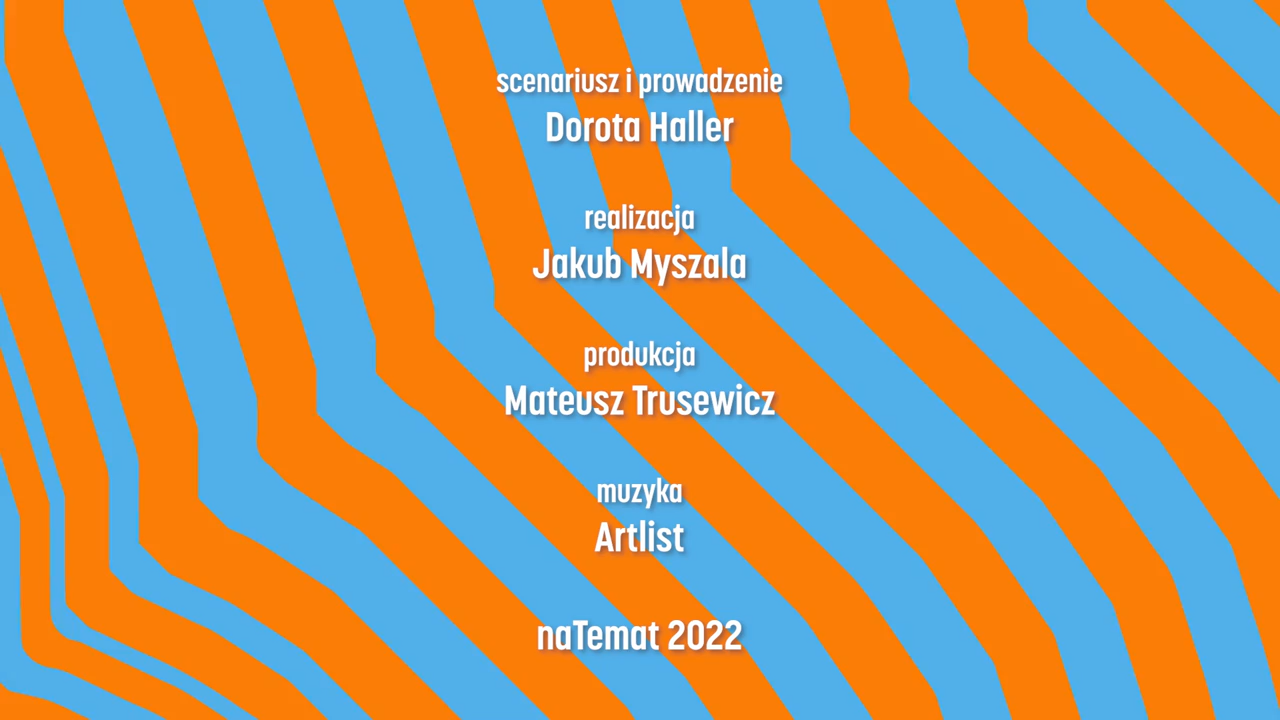 scenariusz i prowadzenie
Dorota Haller
realizacja
Jakub Myszala
produkcja
Mateusz Trusewicz
muzyka
Artlist
naTemat 2022